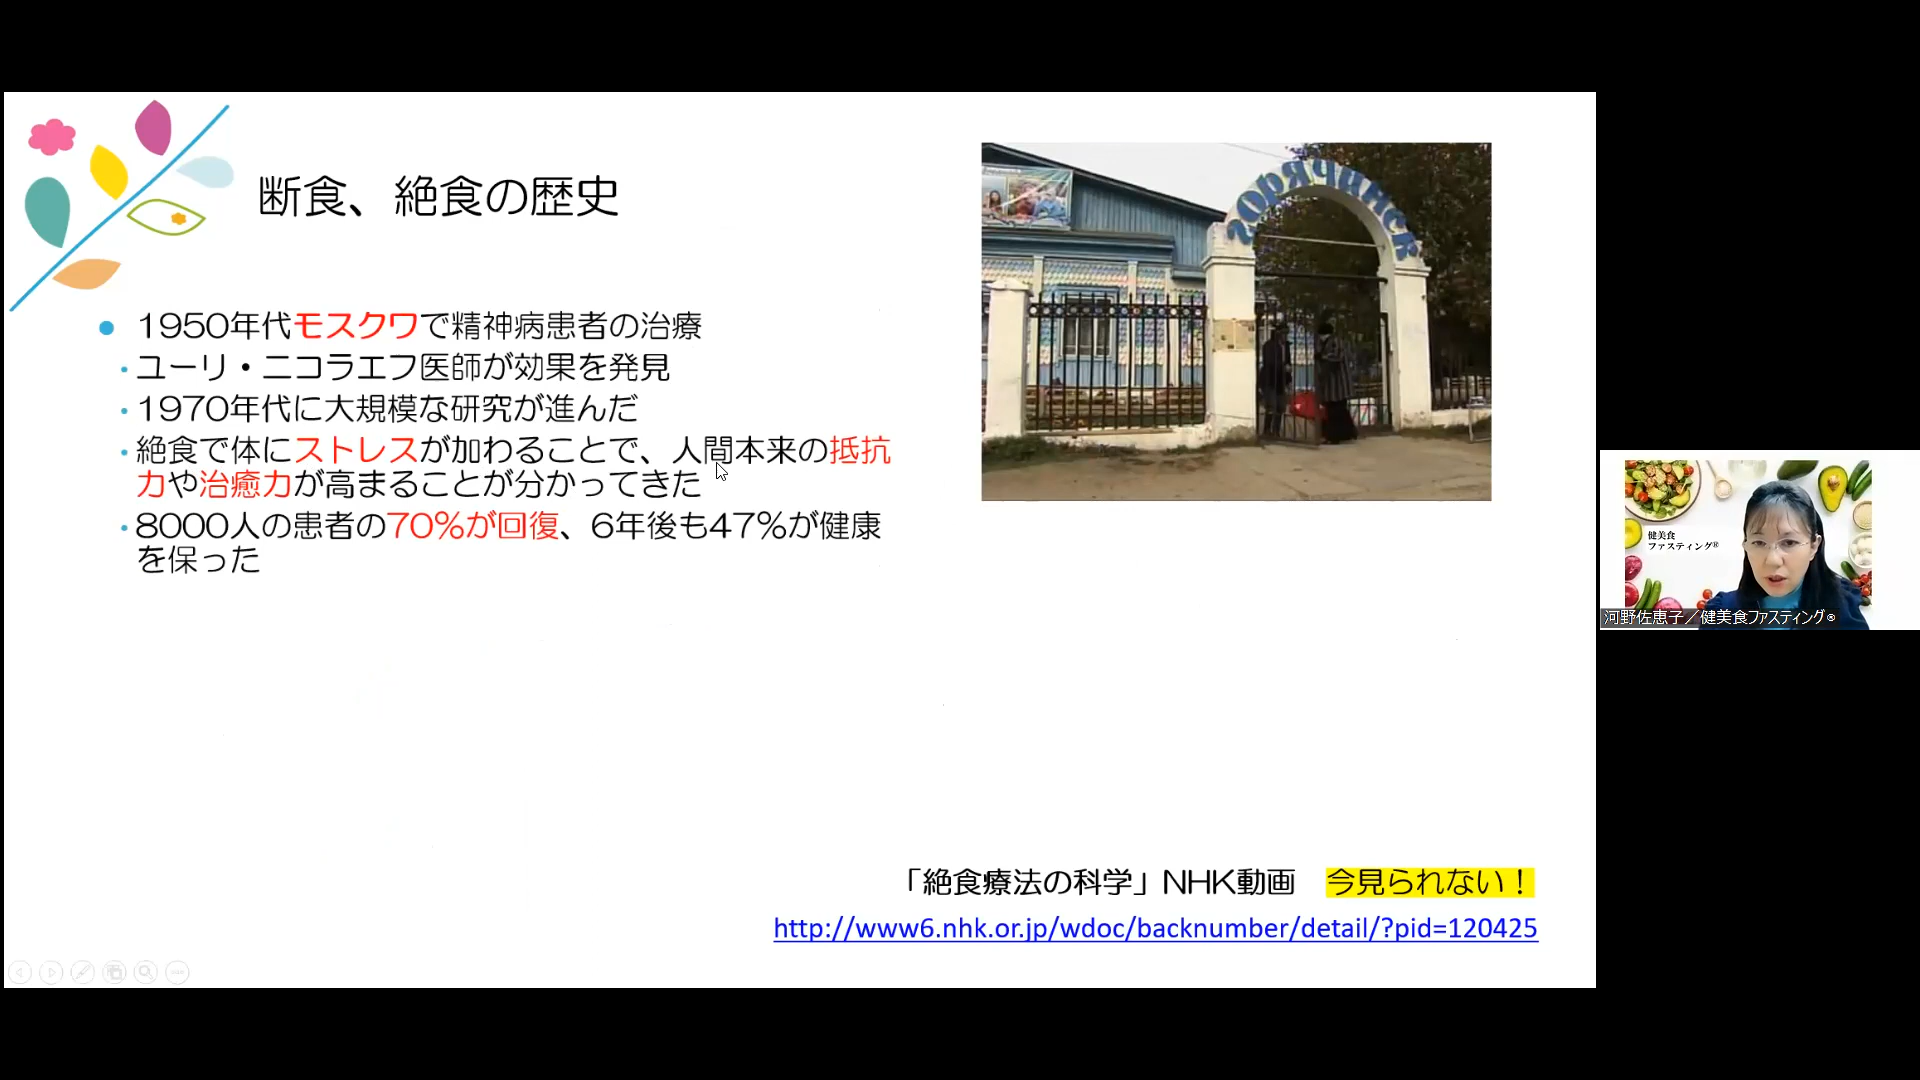 断食、絶食の歴史
1950年代モスクワで精神病患者の治療
ユーリ・ニコラエフ医師が効果を発見
1970年代に大規模な研究が進んだ
絶食で体にストレスが加わることで、人間本来の抵抗
力や治癒力が高まることが分かってきた
8000人の患者の70%が回復、6年後も47%が健康
を保った
горячинск
「絶食療法の科学」NHK動画 今見られない！
http://www6.nhk.or.jp/wdoc/backnumber/detail/?pid=120425
健美食
ファスティング®
河野佐恵子／健美食ファスティング®